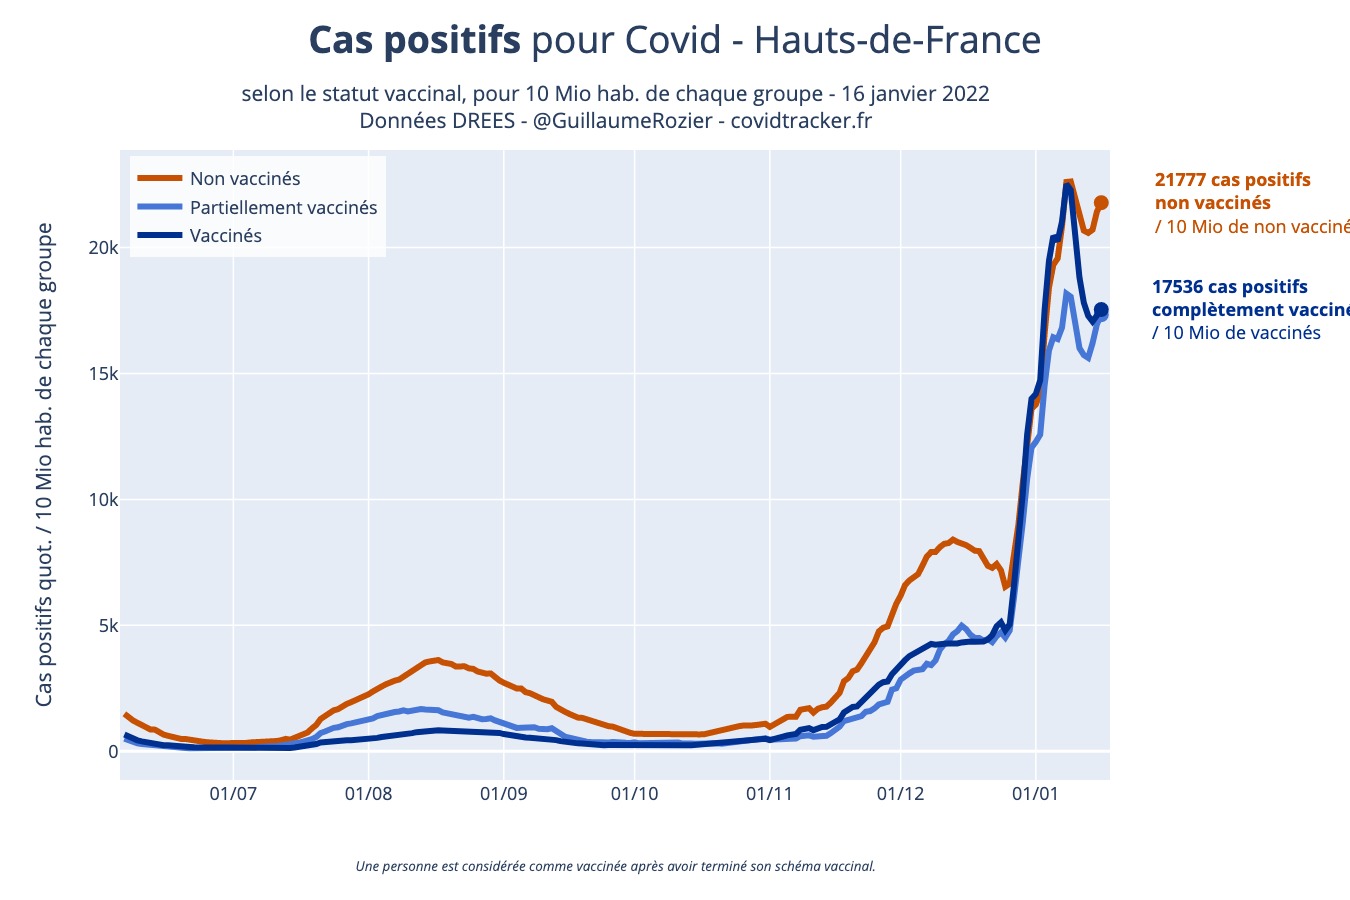 Cas positifs pour Covid - Hauts-de-France
selon le statut vaccinal, pour 10 Mio hab. de chaque groupe - 16 janvier 2022
Données DREES - @GuillaumeRozier - covidtracker.fr
Non vaccinés
Partiellement vaccinés
Vaccinés
21777 cas positifs
non vaccinés
/ 10 Mio de non vacciné
17536 cas positifs
complètement vacciné
/ 10 Mio de vaccinés
Cas positifs quot. / 10 Mio hab. de chaque groupe
20k
15k
10k
5k
0
01/07 01/08 01/09 01/10 01/11 01/12 01/01
Une personne est considérée comme vaccinée après avoir terminé son schéma vaccinal.